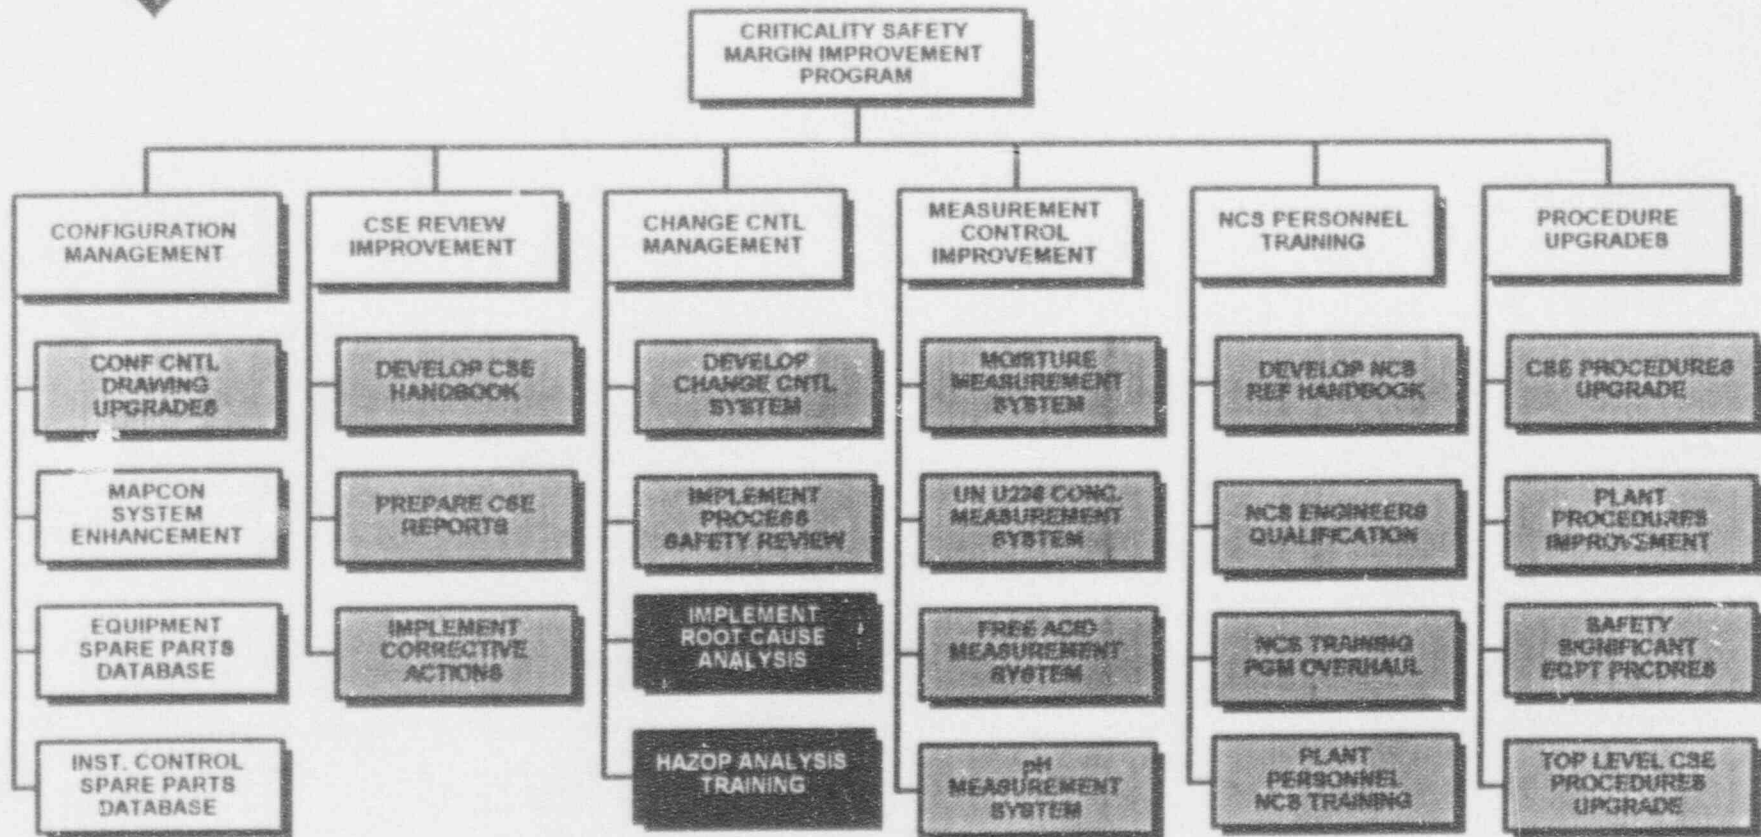 CRITICALITY SAFETY
MARGIN IMPROVEMENT
PROGRAM
CONFIGURATION
MANAGEMENT
CONF CNTL
DRAWING
UPGRADES
MAPCON
SYSTEM
ENHANCEMENT
EQUIPMENT
SPARE PARTS
DATABASE
INST. CONTROL
SPARE PARTS
DATABASE
CSE REVIEW
IMPROVEMENT
DEVELOP CSE
HANDBOOK
PREPARE CSE
REPORTS
IMPLEMENT
CORRECTIVE
ACTIONS
CHANGE CNTL
MANAGEMENT
DEVELOP
CHANGE CNTL
SYSTEM
IMPLEMENT
PROCESS
SAFETY REVIEW
IMPLEMENT
ROOT CAUSE
ANALYSIS
HAZOP ANALYSIS
TRAINING
MEASUREMENT
CONTROL
IMPROVEMENT
MOISTURE
MEASUREMENT
SYSTEM
UN CONC.
MEASUREMENT
SYSTEM
FREE ACID
MEASUREMENT
SYSTEM
pH
MEASUREMENT
SYSTEM
NCS PERSONNEL
TRAINING
DEVELOP NCS
REF HANDBOOK
NCS ENGINEERS
QUALIFICATION
NCS TRAINING
PGM OVERHAUL
PLANT
PERSONNEL
NCS TRAINING
PROCEDURE
UPGRADES
CSE PROCEDURES
UPGRADE
PLANT
PROCEDURES
IMPROVEMENT
SAFETY
SIGNIFICANT
EQPT PRCDRES
TOP LEVEL CSE
PROCEDURES
UPGRADE